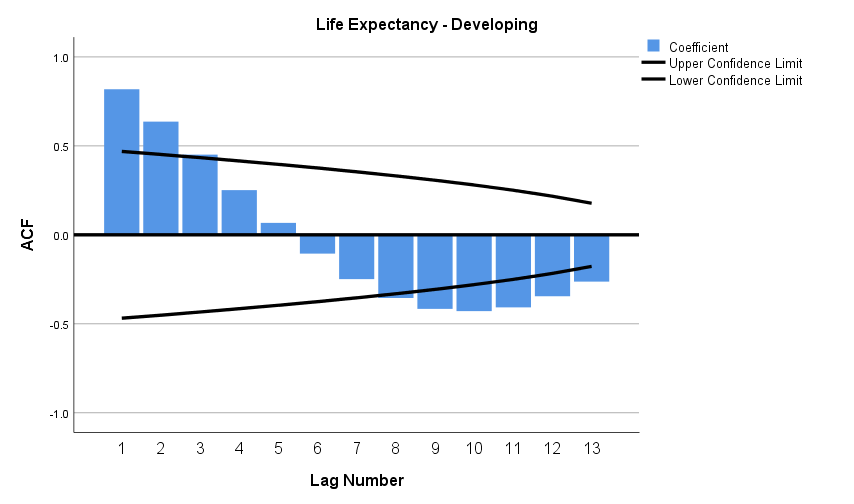 Life Expectancy - Developing
Coefficient
Upper Confidence Limit
Lower Confidence Limit
1.0
0.5
0.0
-0.5
-1.0
ACF
1 2 3 4 5 6 7 8 9 10 11 12 13
Lag Number